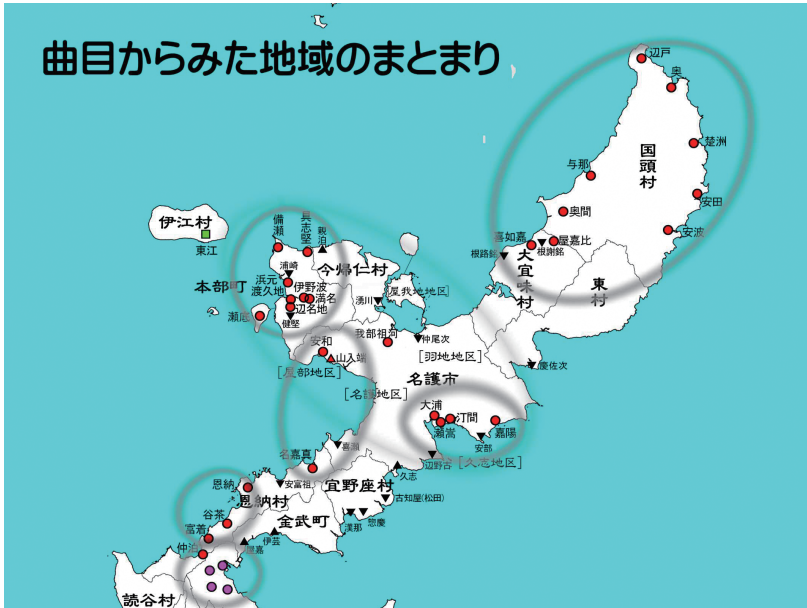 曲目からみた地域のまとまり
辺戸
奥
楚洲
国頭村
与那
安田
奥間
安波
喜如嘉
屋嘉比
根謝銘
根路銘
大宜味村
東村
伊江村
東江
備瀬
具志堅
親泊
今帰仁村
浦崎
本部町
浜元
渡久地
伊野波
満名
辺名地
健堅
瀬底
湧川
[屋我地地区]
我部祖河
仲尾次
[羽地地区]
慶佐次
安和
山入端
[屋部地区]
[名護地区]
名護市
大浦
汀間
瀬嵩
嘉陽
安部
辺野古
[久志地区]
喜瀬
名嘉真
久志
恩納
安富祖
宜野座村
古知屋(松田)
恩納村
谷茶
金武町
漢那
惣慶
富着
伊芸
仲泊
屋嘉
読谷村